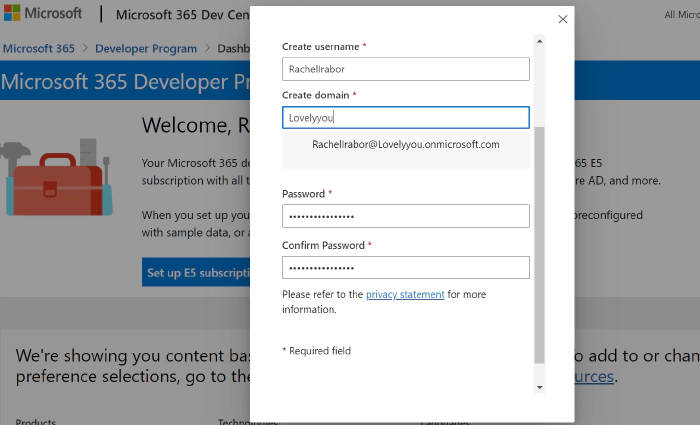 Microsoft | Microsoft 365 Dev Cen
All Micro
Microsoft 365 > Developer Program > Dashb
Microsoft 365 Developer Pr
Welcome, R
Your Microsoft 365 de
65 E5
subscription with all t
re AD, and more.
When you set up you
preconfigured
with sample data, or a
Set up E5 subscripti
We're showing you content bas
o add to or chan
preference selections, go to the
urces.
Products
Technologies
Languages
Create username *
Rachellrabor
Create domain *
Lovelyyou
Rachellrabor@Lovelyyou.onmicrosoft.com
Password *
••••••••••••••••
Confirm Password *
••••••••••••••••
Please refer to the privacy statement for more
information.
* Required field